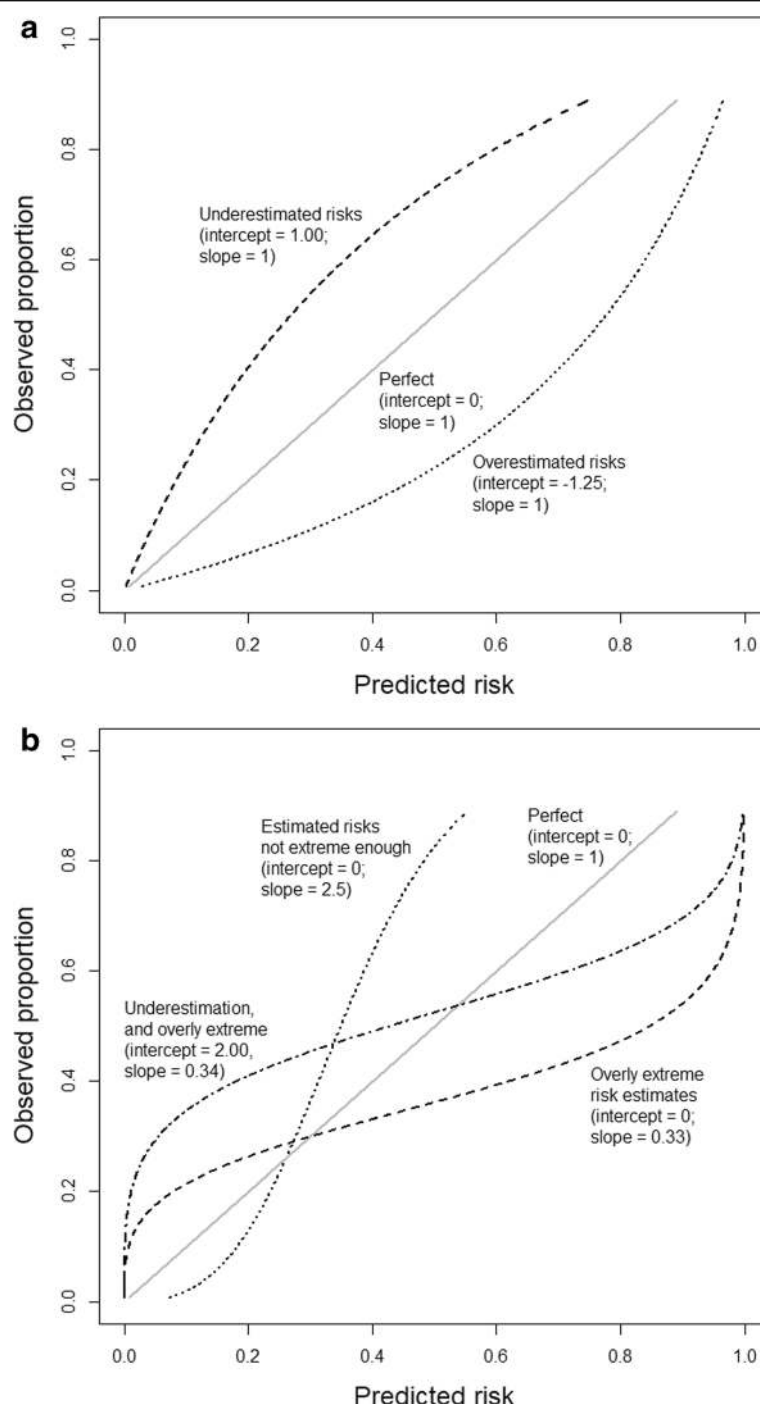 a
1.0
0.8
0.6
0.4
0.2
0.0
Observed proportion
Underestimated risks
(intercept = 1.00;
slope = 1)
Perfect
(intercept = 0;
slope = 1)
Overestimated risks
(intercept = -1.25;
slope = 1)
0.0 0.2 0.4 0.6 0.8 1.0
Predicted risk
b
1.0
0.8
0.6
0.4
0.2
0.0
Observed proportion
Estimated risks
not extreme enough
(intercept = 0;
slope = 2.5)
Perfect
(intercept = 0;
slope = 1)
Underestimation,
and overly extreme
(intercept = 2.00,
slope = 0.34)
Overly extreme
risk estimates
(intercept = 0;
slope = 0.33)
0.0 0.2 0.4 0.6 0.8 1.0
Predicted risk